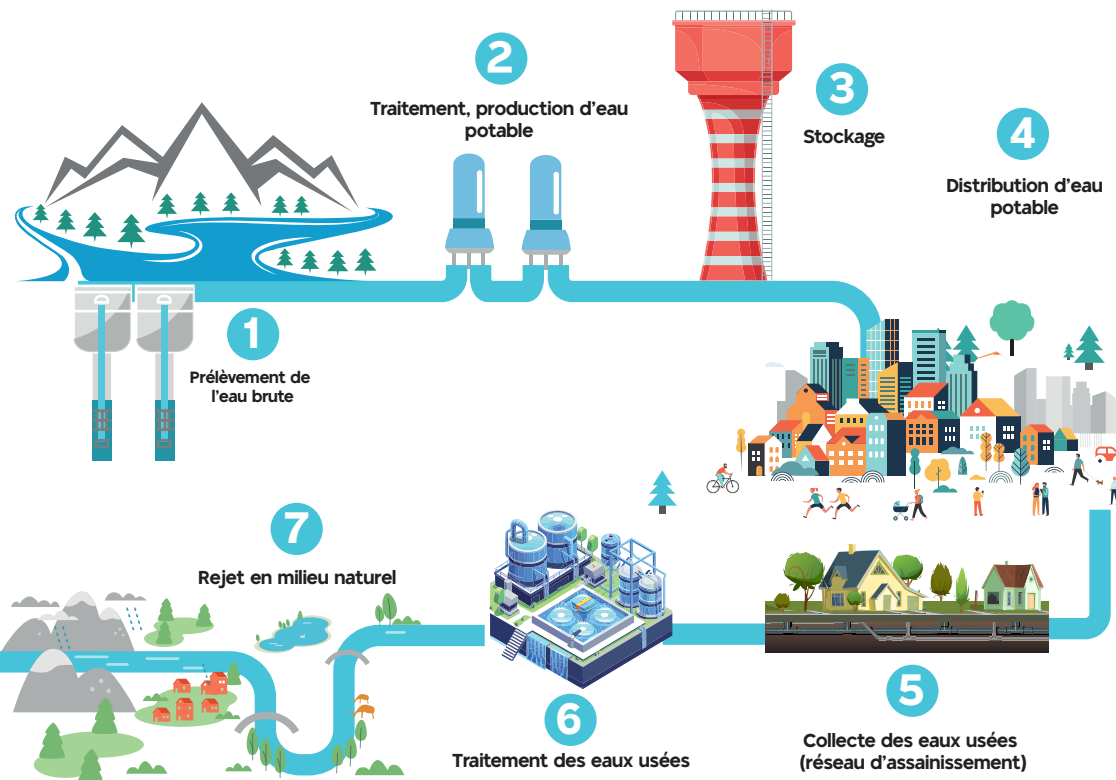 1
Prélèvement de
l'eau brute
2
Traitement, production d'eau
potable
3
Stockage
4
Distribution d'eau
potable
5
Collecte des eaux usées
(réseau d'assainissement)
6
Traitement des eaux usées
7
Rejet en milieu naturel